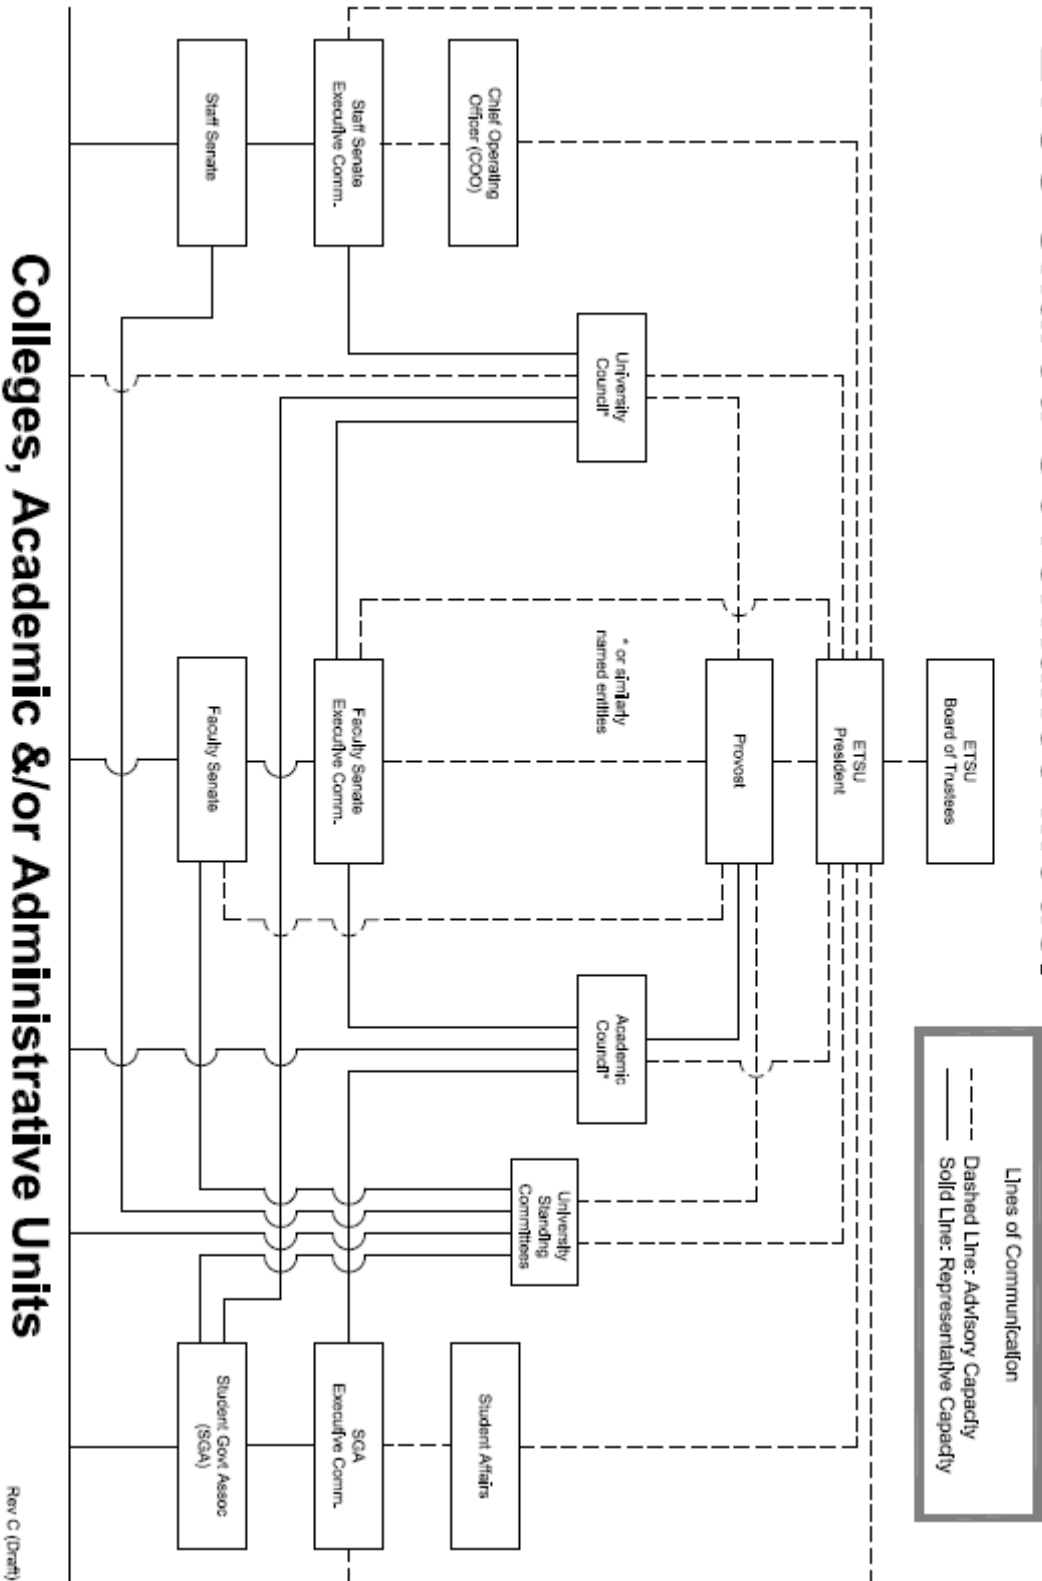 ETSU
Board of Trustees
Lines of Communication
Dashed Line: Advisory Capacity
Solid Line: Representative Capacity
ETSU
President
Provost
* or similarly
named entities
University
Council*
Academic
Council*
University
Standing
Committees
Chief Operating
Officer (COO)
Student Affairs
Staff Senate
Executive Comm.
Faculty Senate
Executive Comm.
SGA
Executive Comm.
Staff Senate
Faculty Senate
Student Govt Assoc
(SGA)
Colleges, Academic &/or Administrative Units
Rev C (Draft)